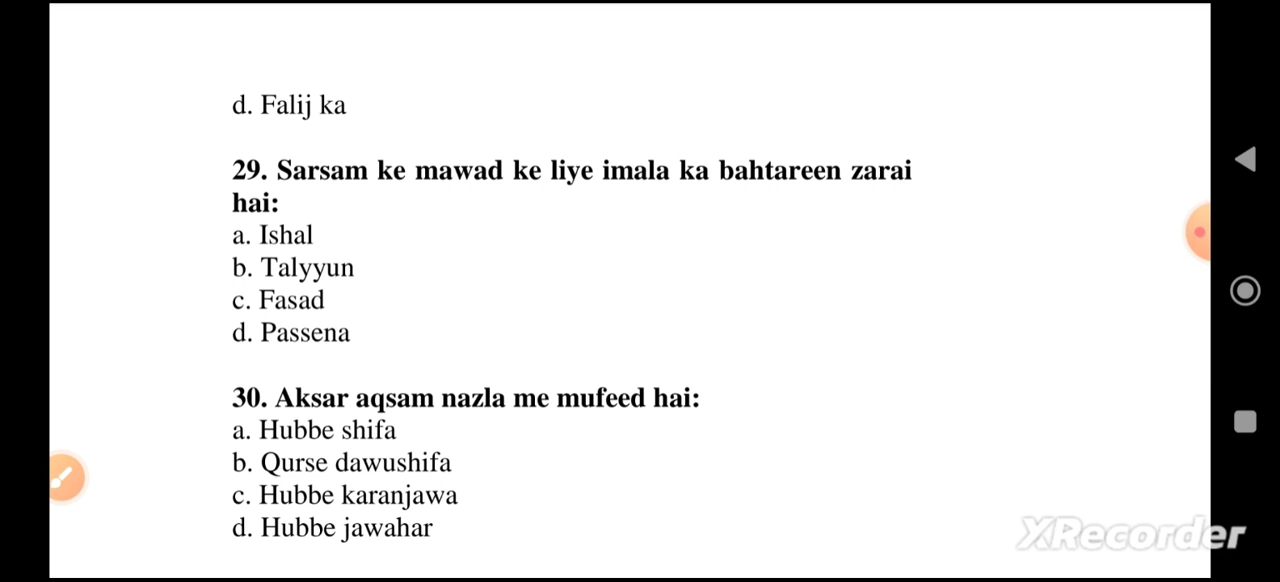 d. Falij ka
29. Sarsam ke mawad ke liye imala ka bahtareen zarai
hai:
a. Ishal
b. Talyyun
c. Fasad
d. Passena
30. Aksar aqsam nazla me mufeed hai:
a. Hubbe shifa
b. Qurse dawushifa
c. Hubbe karanjawa
d. Hubbe jawahar
XRecorder